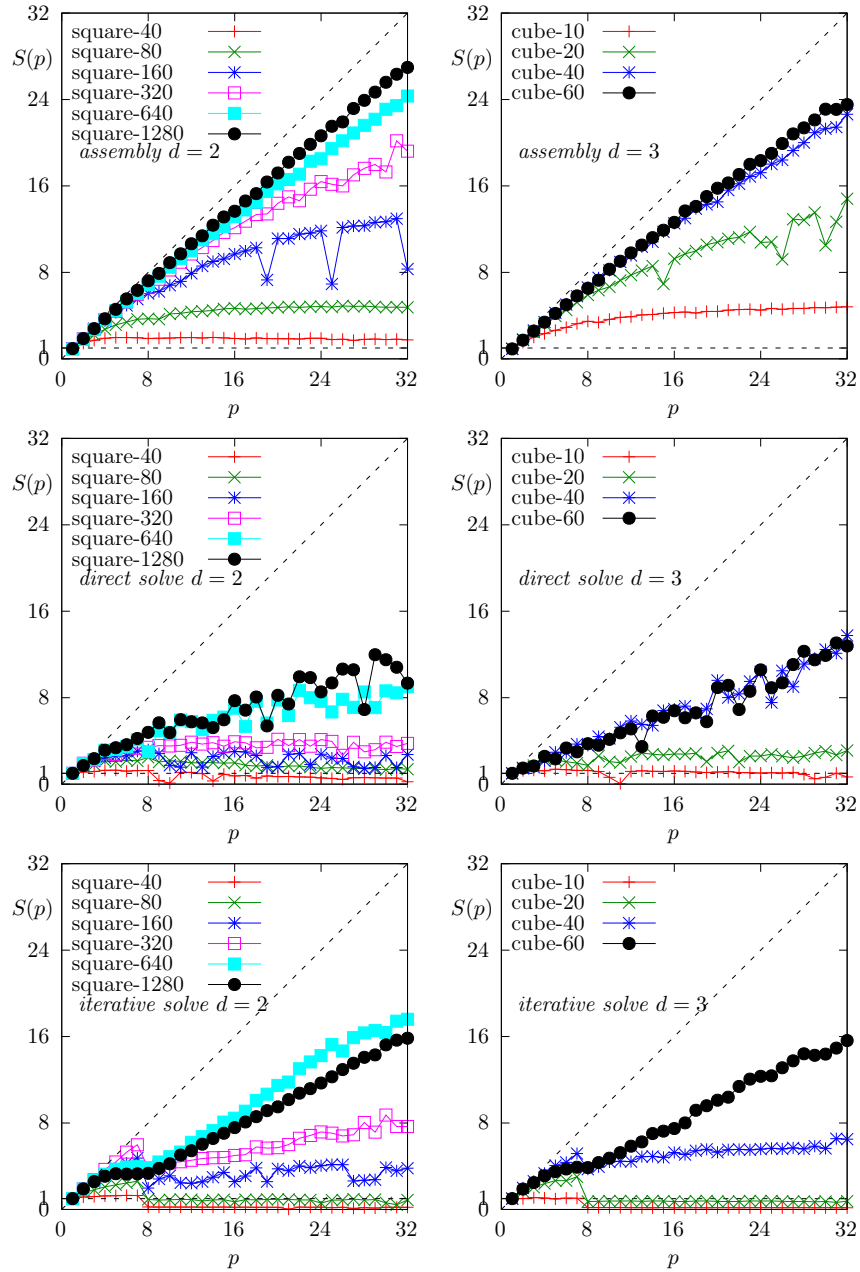 32
24
16
8
1
0
0 8 16 24 32
S(p)
p
square-40
square-80
square-160
square-320
square-640
square-1280
assembly d = 2
32
24
16
8
1
0
0 8 16 24 32
S(p)
p
cube-10
cube-20
cube-40
cube-60
assembly d = 3
32
24
16
8
1
0
0 8 16 24 32
S(p)
p
square-40
square-80
square-160
square-320
square-640
square-1280
direct solve d = 2
32
24
16
8
1
0
0 8 16 24 32
S(p)
p
cube-10
cube-20
cube-40
cube-60
direct solve d = 3
32
24
16
8
1
0
0 8 16 24 32
S(p)
p
square-40
square-80
square-160
square-320
square-640
square-1280
iterative solve d = 2
32
24
16
8
1
0
0 8 16 24 32
S(p)
p
cube-10
cube-20
cube-40
cube-60
iterative solve d = 3